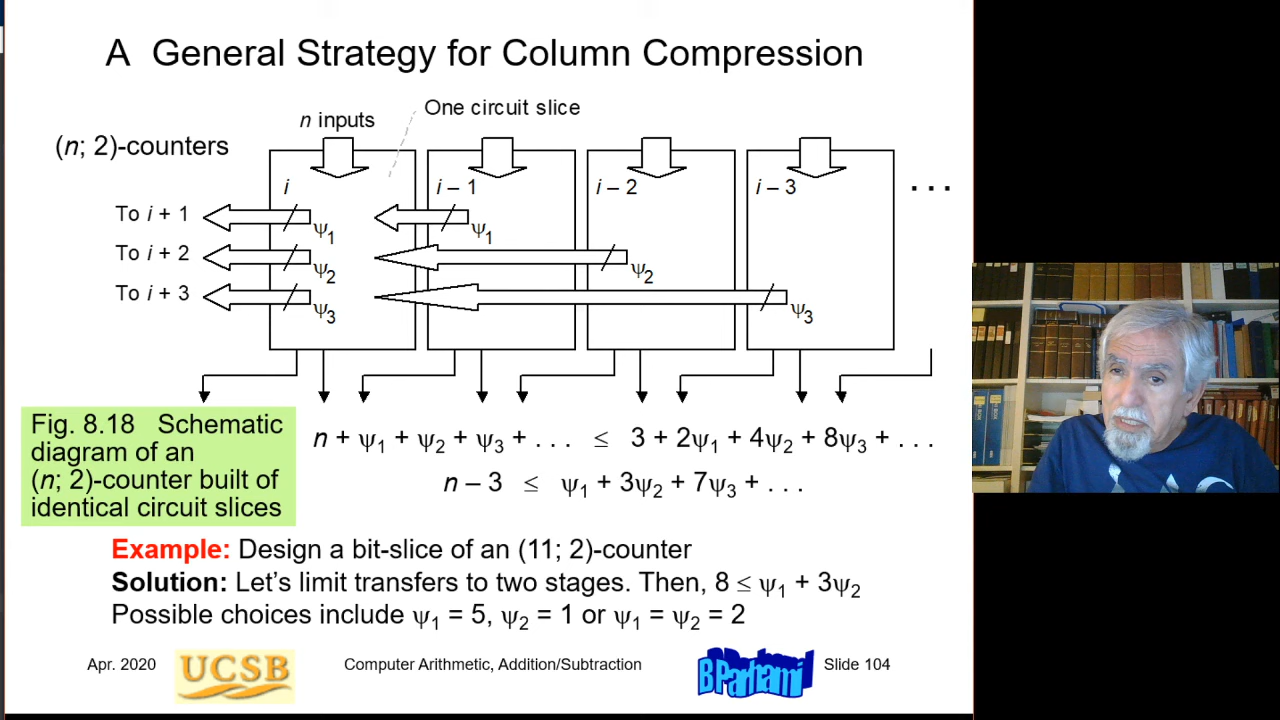 A General Strategy for Column Compression
One circuit slice
n inputs
(n; 2)-counters
i
i – 1
i – 2
i – 3
. . .
To i + 1
ψ1
ψ1
To i + 2
ψ2
ψ2
To i + 3
ψ3
ψ3
Fig. 8.18 Schematic
diagram of an
(n; 2)-counter built of
identical circuit slices
n + ψ1 + ψ2 + ψ3 + . . . ≤ 3 + 2ψ1 + 4ψ2 + 8ψ3 + . . .
n – 3 ≤ ψ1 + 3ψ2 + 7ψ3 + . . .
Example: Design a bit-slice of an (11; 2)-counter
Solution: Let's limit transfers to two stages. Then, 8 ≤ ψ1 + 3ψ2
Possible choices include ψ1 = 5, ψ2 = 1 or ψ1 = ψ2 = 2
Apr. 2020
UCSB
Computer Arithmetic, Addition/Subtraction
B Parhami
Slide 104